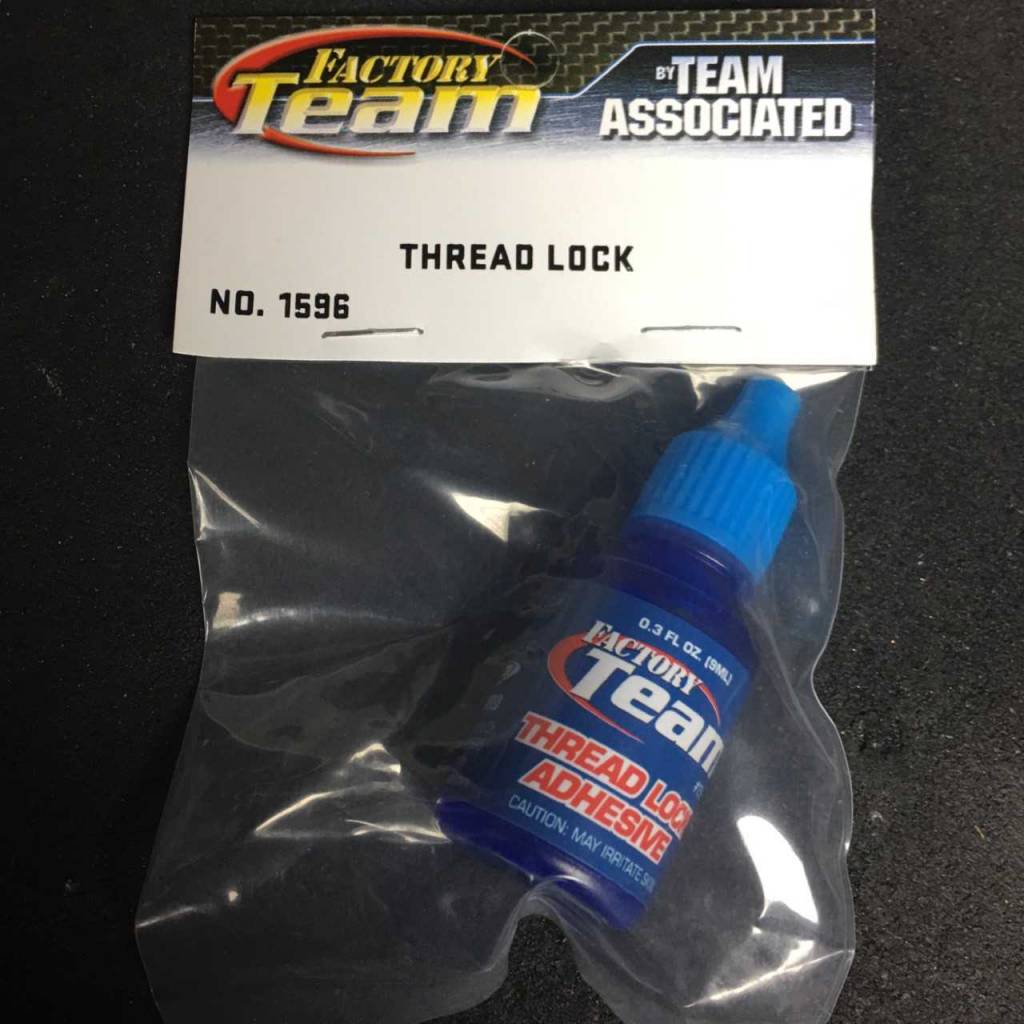 FACTORY
Team
BY TEAM
ASSOCIATED
THREAD LOCK
NO. 1596
0.3 FL OZ. (9ML)
FACTORY
Team
THREAD LOCK
ADHESIVE
CAUTION: MAY IRRITATE